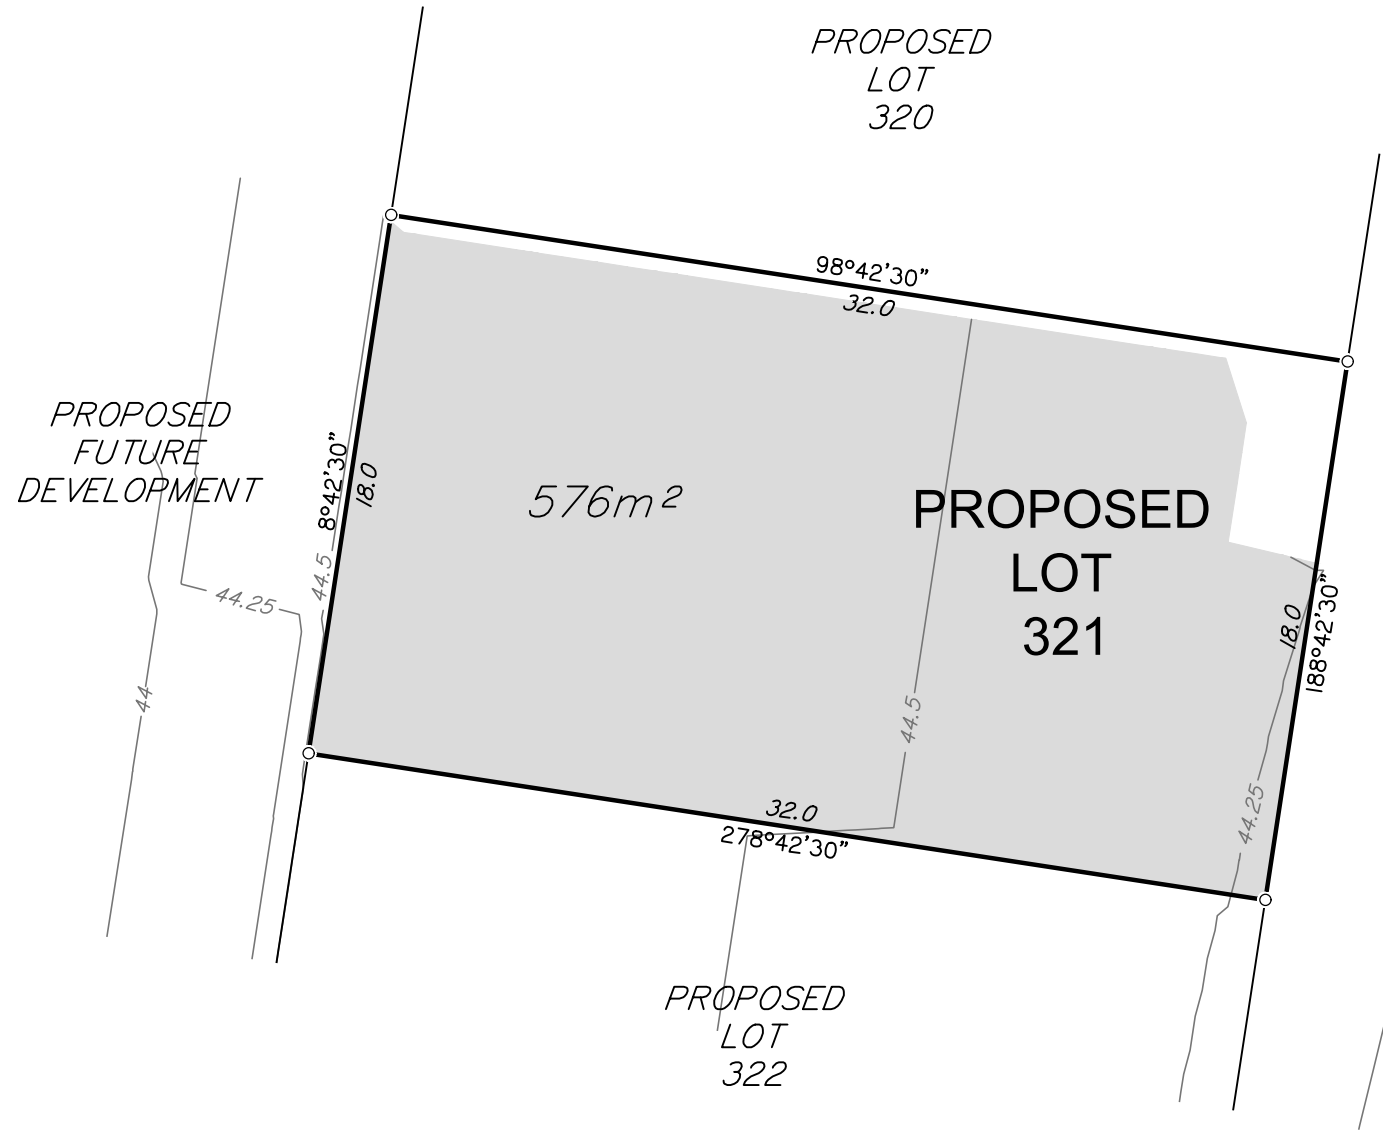 PROPOSED
LOT
320
98°42'30"
32.0
PROPOSED
FUTURE
DEVELOPMENT
8°42'30"
18.0
576m²
PROPOSED
LOT
321
44.5
44.25
18.0
188°42'30"
44
44.5
44.25
32.0
278°42'30"
PROPOSED
LOT
322